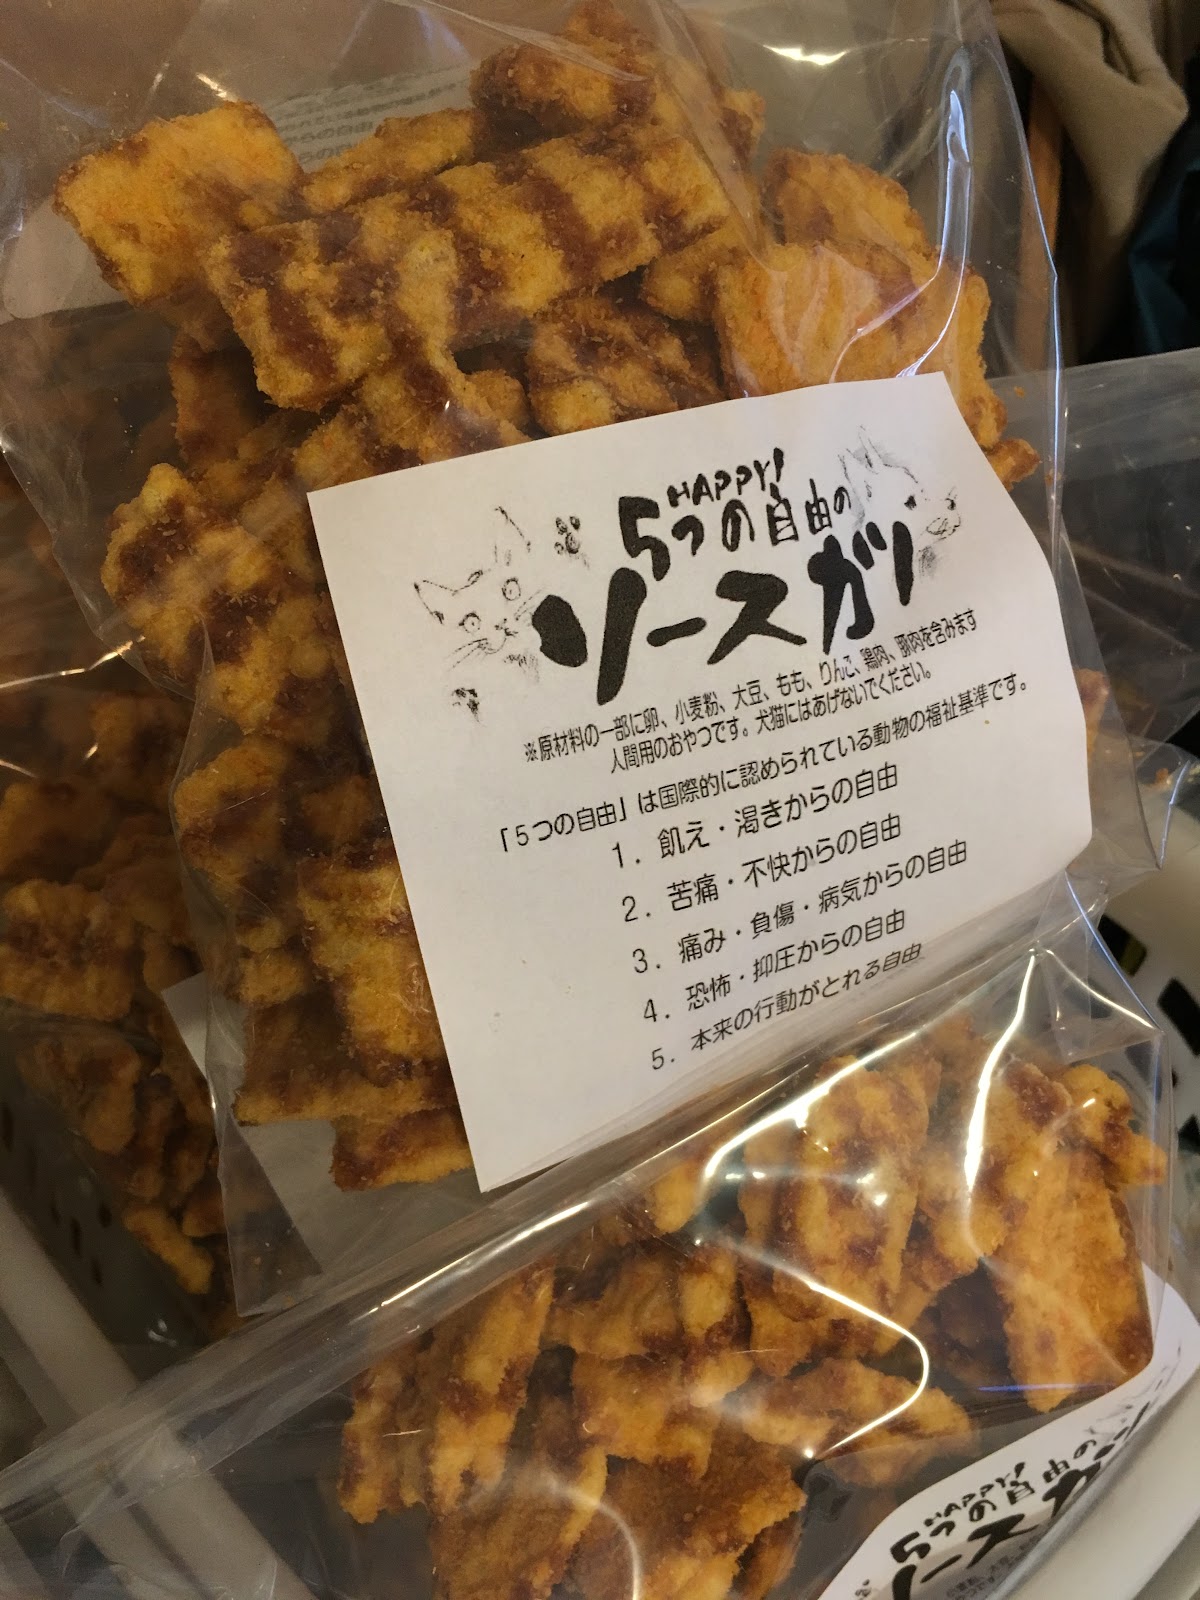 HAPPY!
5つの自由の
ソースカツ
※原材料の一部に卵、小麦粉、大豆、もも、りんご、鶏肉、豚肉を含みます
人間用のおやつです。犬猫にはあげないでください。
「5つの自由」は国際的に認められている動物の福祉基準です。
1. 飢え・渇きからの自由
2. 苦痛・不快からの自由
3. 痛み・負傷・病気からの自由
4. 恐怖・抑圧からの自由
5. 本来の行動がとれる自由
HAPPY!
5つの自由の
ソースカ